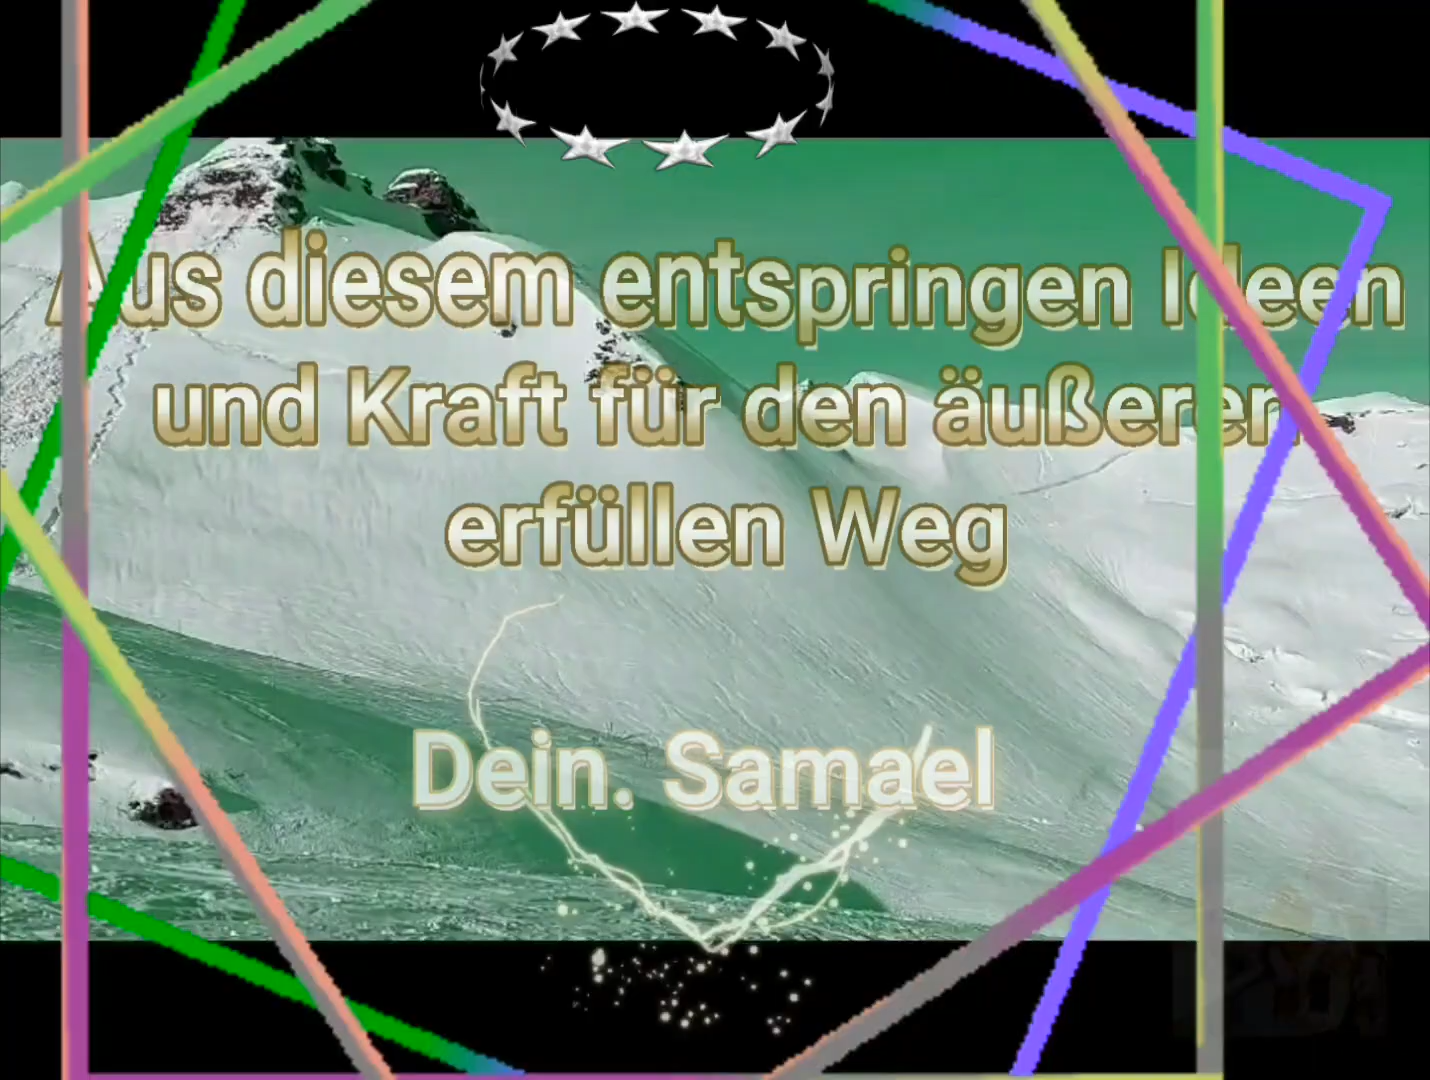 Aus diesem entspringen Ideen
und Kraft für den äußeren
erfüllen Weg
Dein. Samael